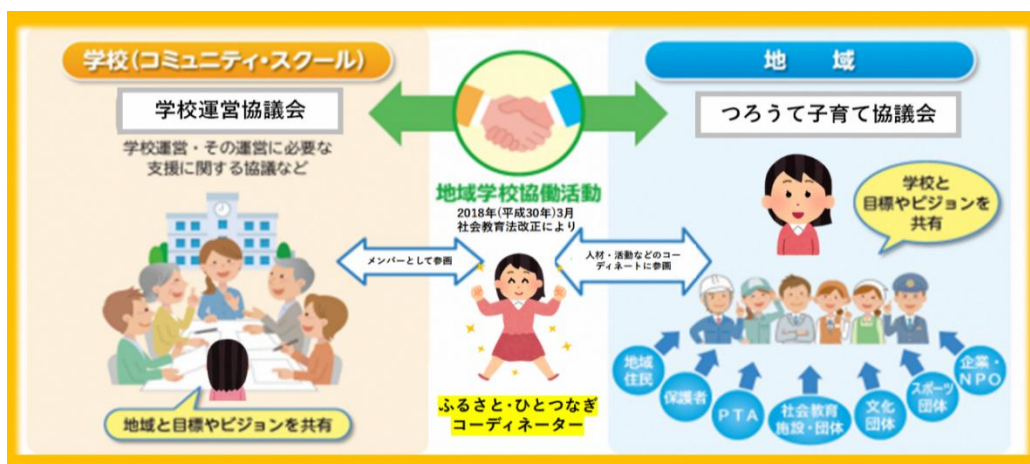 学校(コミュニティ・スクール)
学校運営協議会
学校運営・その運営に必要な
支援に関する協議など
地域と目標やビジョンを共有
地域学校協働活動
2018年(平成30年)3月
社会教育法改正により
メンバーとして参画
人材・活動などのコー
ディネートに参画
ふるさと・ひとつなぎ
コーディネーター
地　域
つろうて子育て協議会
学校と
目標やビジョンを
共有
地域
住民
保護者
PTA
社会教育
施設・団体
文化
団体
スポーツ
団体
企業・
NPO